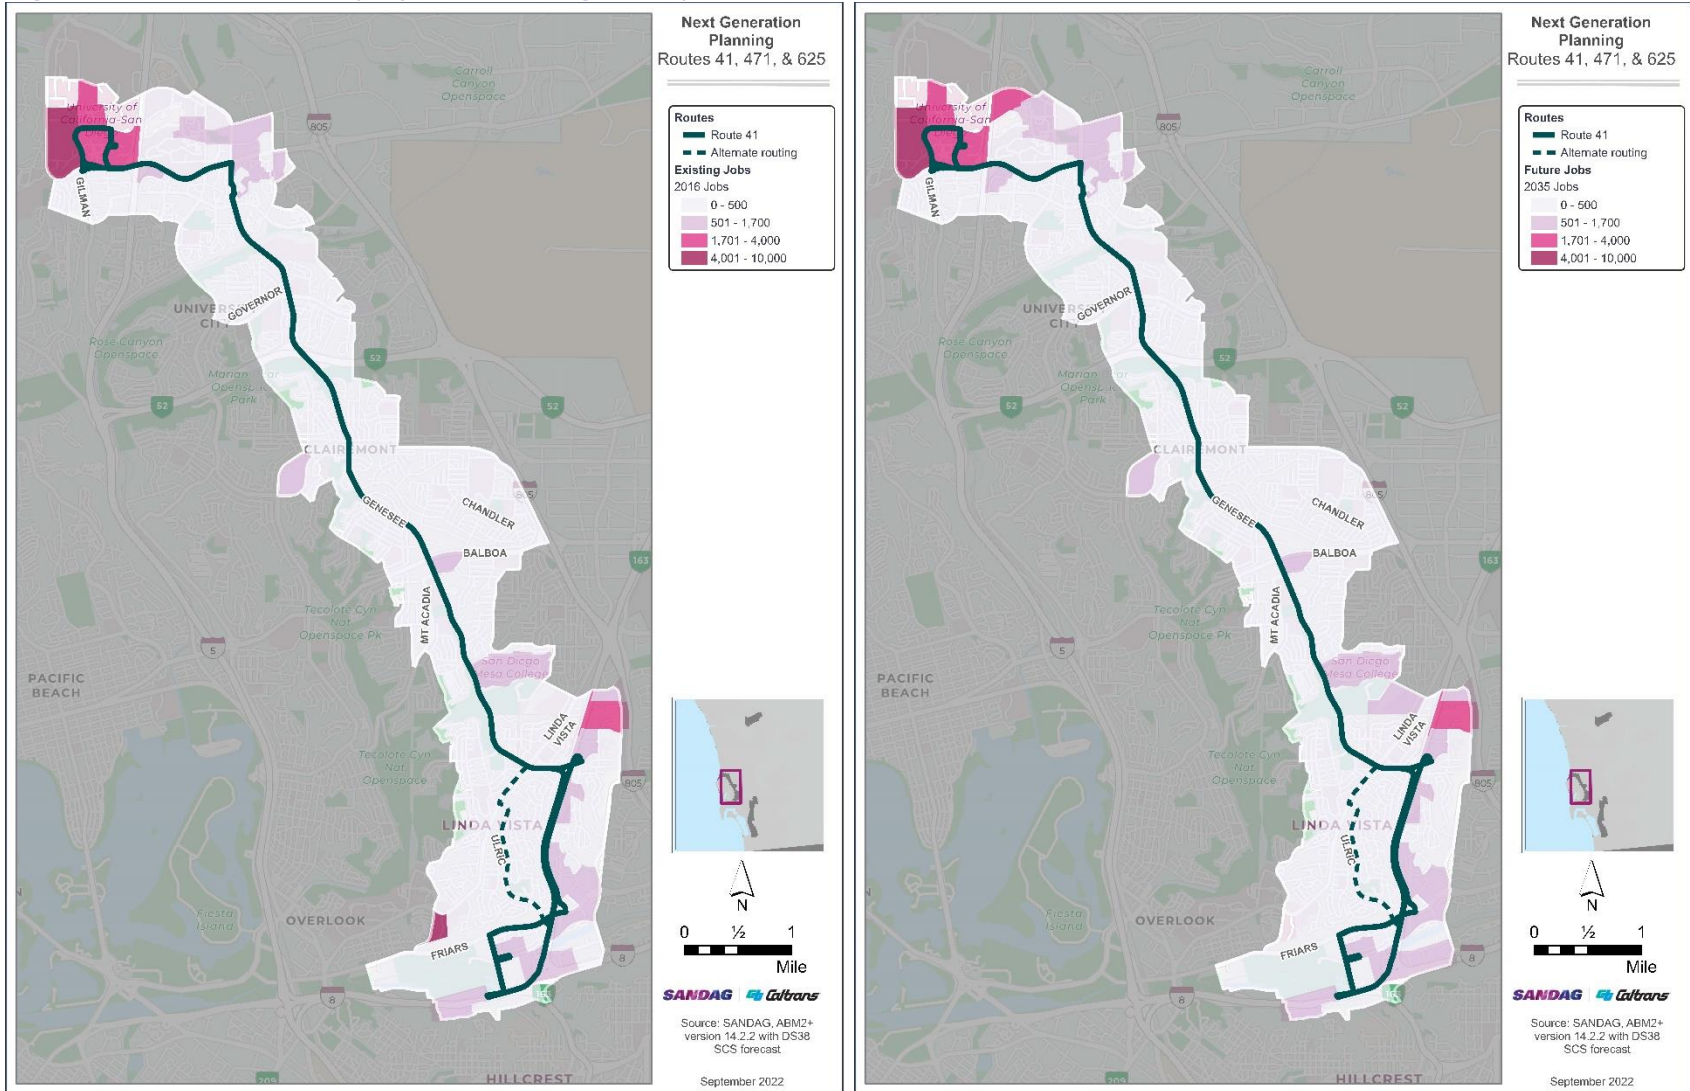 Next Generation
Planning
Routes 41, 471, & 625
Routes
Route 41
Alternate routing
Existing Jobs
2016 Jobs
0 - 500
501 - 1,700
1,701 - 4,000
4,001 - 10,000
Carroll
Canyon
Openspace
University of
California-San
Diego
805
GILMAN
UNIVERSITY
CITY
GOVERNOR
Rose Canyon
Openspace
52
Marian
Openspace
Park
52
52
CLAIREMONT
805
GENESEE
CHANDLER
BALBOA
163
MT ACADIA
Tecolote Cyn
Nat
Openspace Pk
5
San Diego
Mesa College
PACIFIC
BEACH
LINDA
VISTA
Tecolote Cyn
Nat
Openspace
805
LINDA VISTA
ULRIC
Fiesta
Island
OVERLOOK
FRIARS
8
8
163
209
HILLCREST
N
0 ½ 1
Mile
SANDAG Caltrans
Source: SANDAG, ABM2+
version 14.2.2 with DS38
SCS forecast
September 2022
Next Generation
Planning
Routes 41, 471, & 625
Routes
Route 41
Alternate routing
Future Jobs
2035 Jobs
0 - 500
501 - 1,700
1,701 - 4,000
4,001 - 10,000
Carroll
Canyon
Openspace
University of
California-San
Diego
805
GILMAN
UNIVERSITY
CITY
GOVERNOR
Rose Canyon
Openspace
52
Marian
Openspace
Park
52
52
CLAIREMONT
805
GENESEE
CHANDLER
BALBOA
163
MT ACADIA
Tecolote Cyn
Nat
Openspace Pk
5
San Diego
Mesa College
PACIFIC
BEACH
LINDA
VISTA
Tecolote Cyn
Nat
Openspace
805
LINDA VISTA
ULRIC
Fiesta
Island
OVERLOOK
FRIARS
8
8
163
209
HILLCREST
N
0 ½ 1
Mile
SANDAG Caltrans
Source: SANDAG, ABM2+
version 14.2.2 with DS38
SCS forecast
September 2022